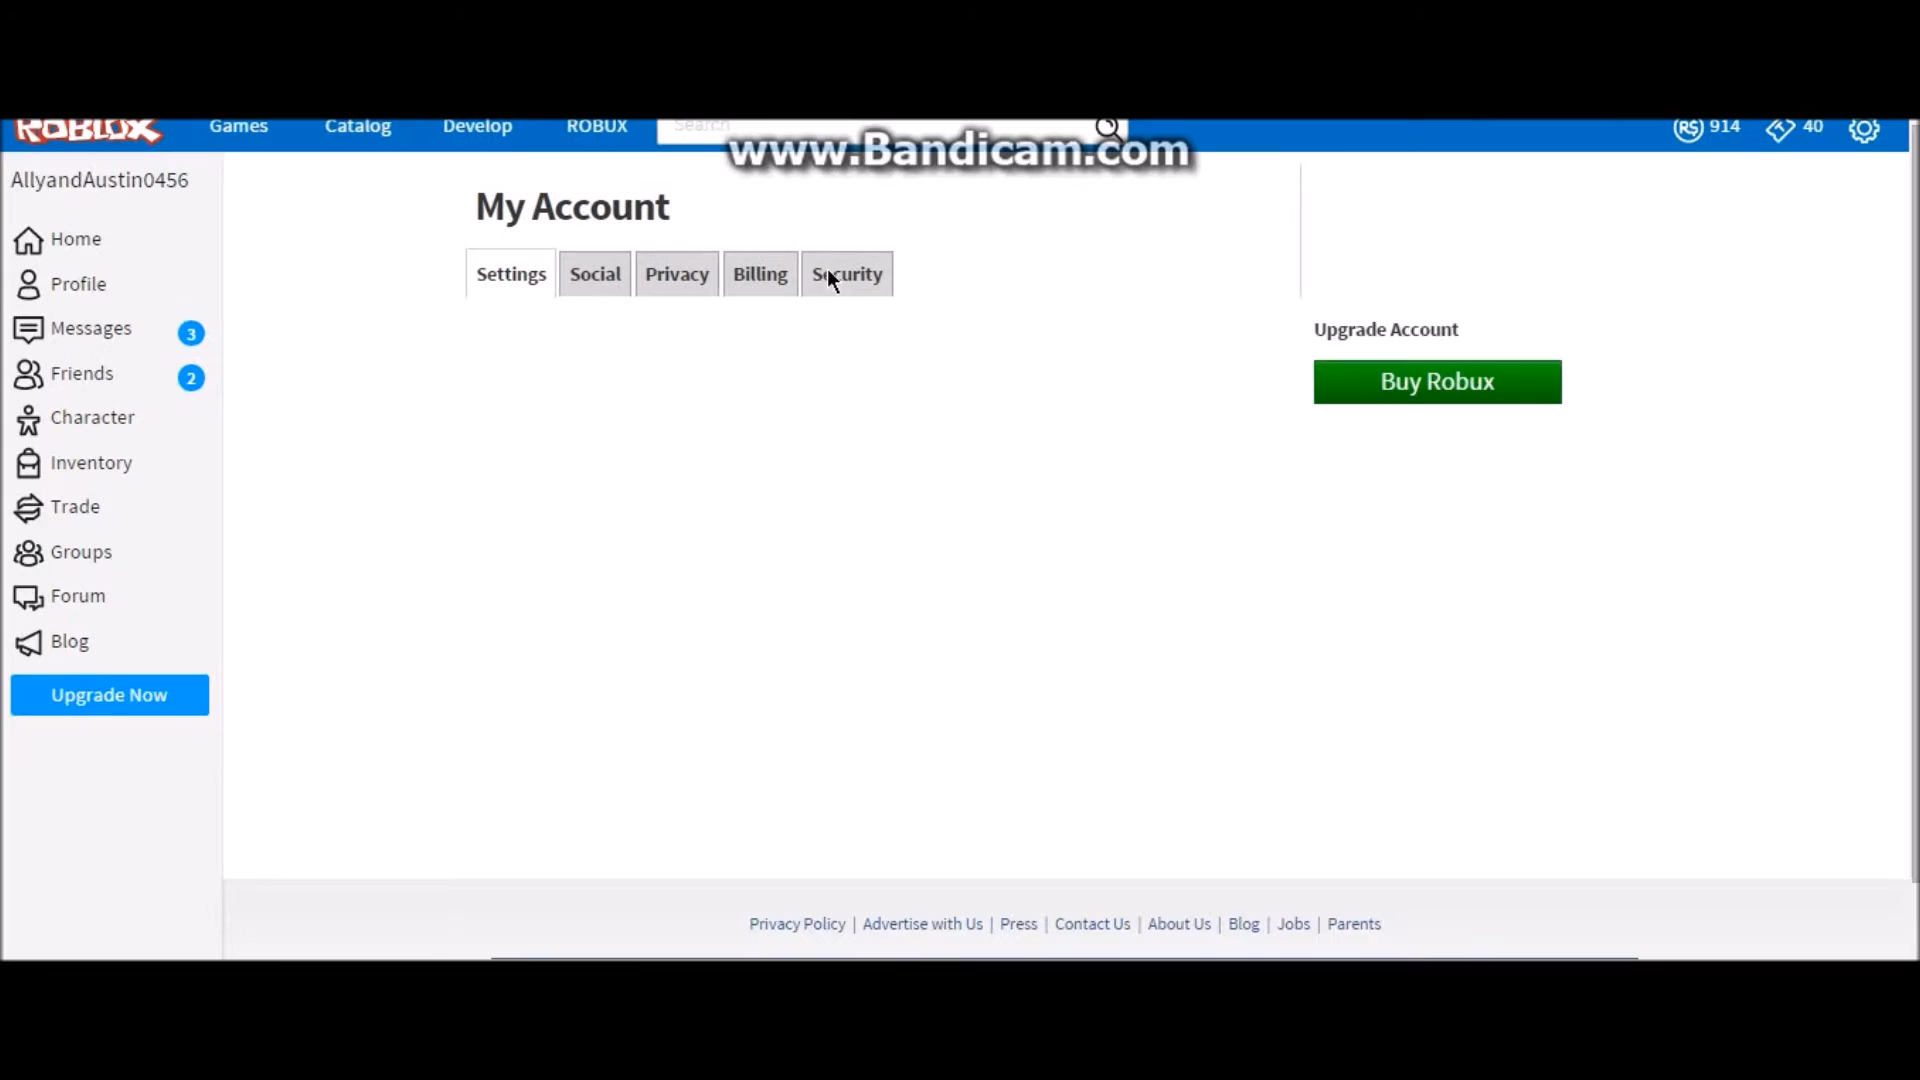 ROBLOX Games Catalog Develop ROBUX Search R$ 914 40
www.Bandicam.com
AllyandAustin0456
Home
Profile
Messages 3
Friends 2
Character
Inventory
Trade
Groups
Forum
Blog
Upgrade Now
My Account
Settings Social Privacy Billing Security
Upgrade Account
Buy Robux
Privacy Policy | Advertise with Us | Press | Contact Us | About Us | Blog | Jobs | Parents